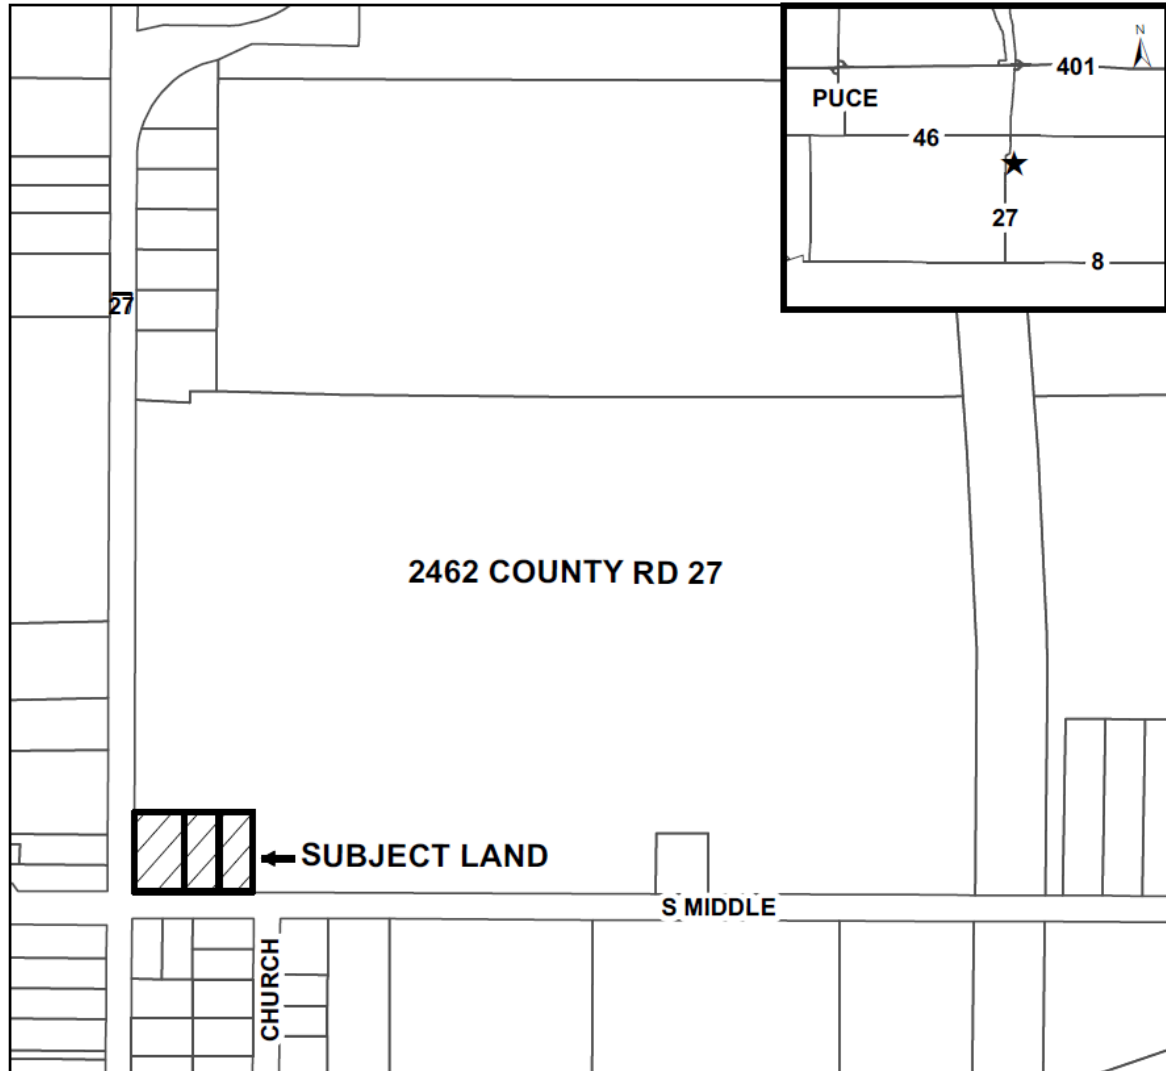 N
401
PUCE
46
27
8
27
2462 COUNTY RD 27
SUBJECT LAND
S MIDDLE
CHURCH